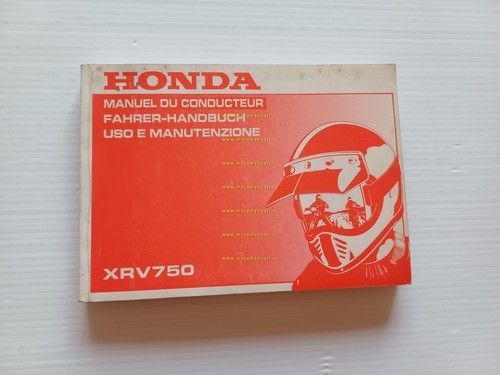 HONDA
MANUEL DU CONDUCTEUR
FAHRER-HANDBUCH
USO E MANUTENZIONE
XRV750